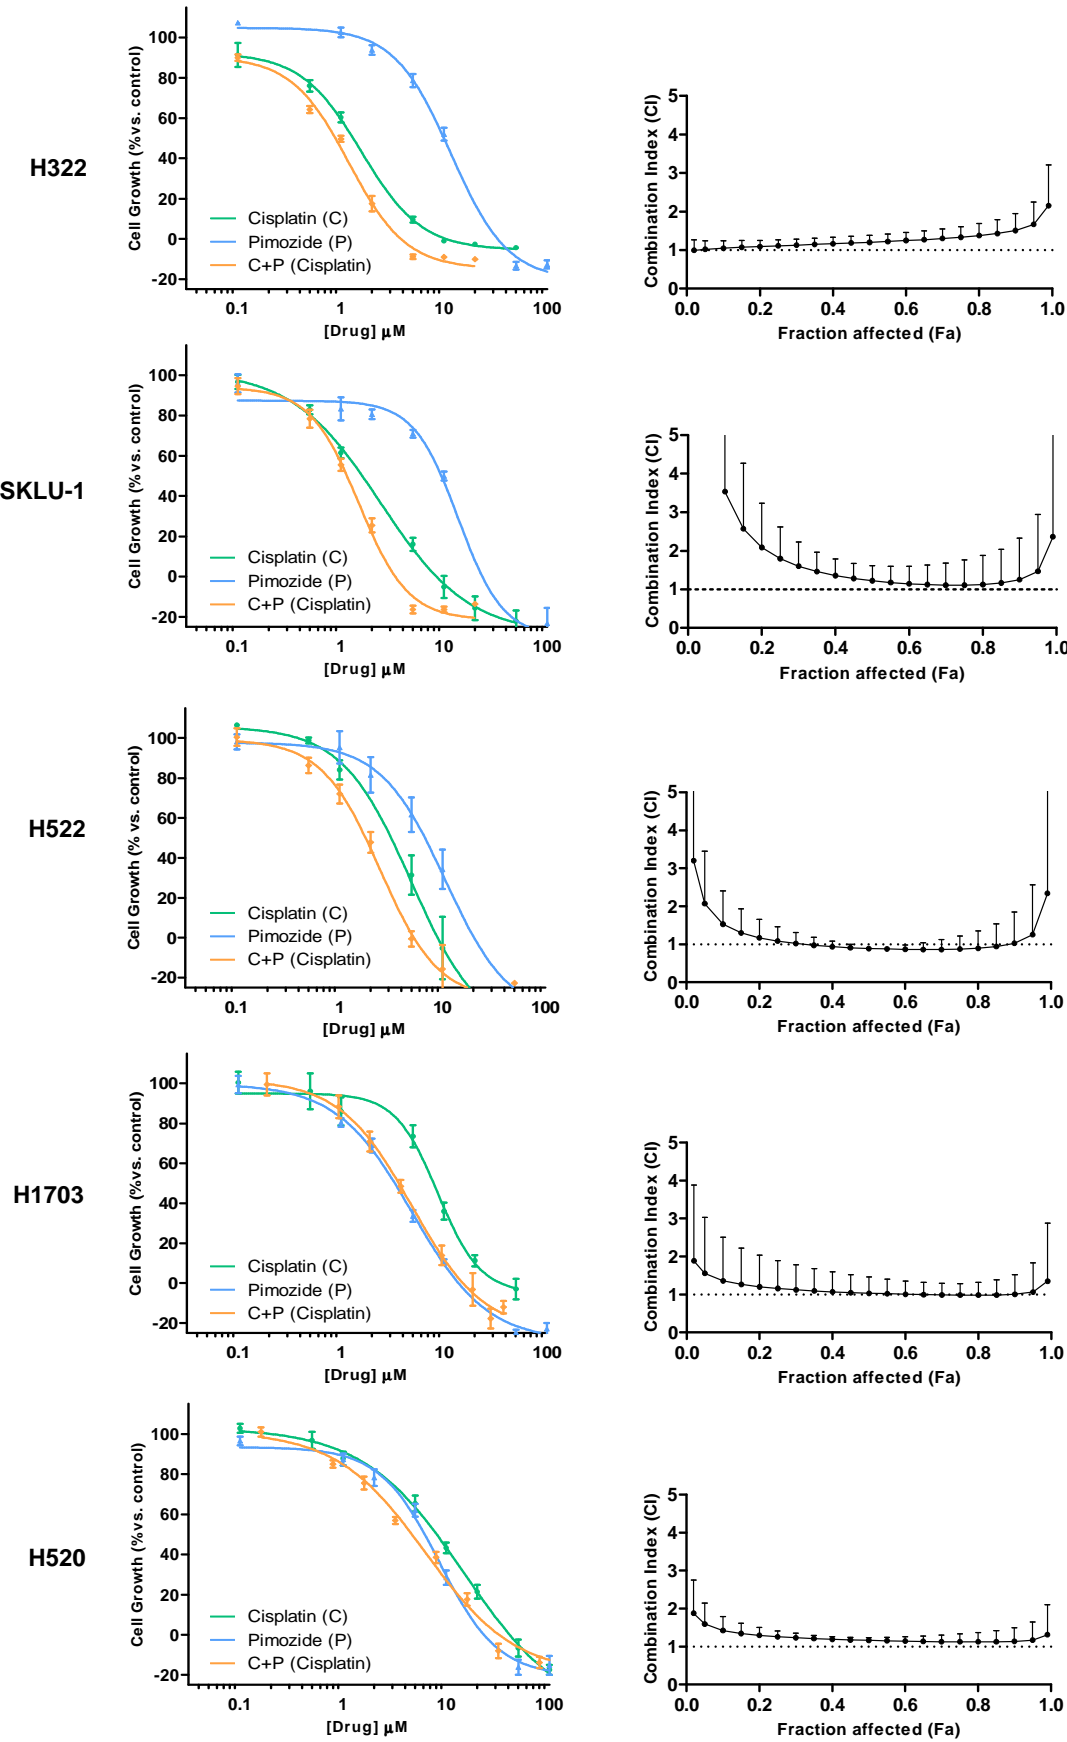 H322
Cell Growth (% vs. control)
100
80
60
40
20
0
-20
Cisplatin (C)
Pimozide (P)
C+P (Cisplatin)
0.1 1 10 100
[Drug] µM
Combination Index (CI)
5
4
3
2
1
0
0.0 0.2 0.4 0.6 0.8 1.0
Fraction affected (Fa)
SKLU-1
Cell Growth (% vs. control)
100
80
60
40
20
0
-20
Cisplatin (C)
Pimozide (P)
C+P (Cisplatin)
0.1 1 10 100
[Drug] µM
Combination Index (CI)
5
4
3
2
1
0
0.0 0.2 0.4 0.6 0.8 1.0
Fraction affected (Fa)
H522
Cell Growth (% vs. control)
100
80
60
40
20
0
-20
Cisplatin (C)
Pimozide (P)
C+P (Cisplatin)
0.1 1 10 100
[Drug] µM
Combination Index (CI)
5
4
3
2
1
0
0.0 0.2 0.4 0.6 0.8 1.0
Fraction affected (Fa)
H1703
Cell Growth (% vs. control)
100
80
60
40
20
0
-20
Cisplatin (C)
Pimozide (P)
C+P (Cisplatin)
0.1 1 10 100
[Drug] µM
Combination Index (CI)
5
4
3
2
1
0
0.0 0.2 0.4 0.6 0.8 1.0
Fraction affected (Fa)
H520
Cell Growth (% vs. control)
100
80
60
40
20
0
-20
Cisplatin (C)
Pimozide (P)
C+P (Cisplatin)
0.1 1 10 100
[Drug] µM
Combination Index (CI)
5
4
3
2
1
0
0.0 0.2 0.4 0.6 0.8 1.0
Fraction affected (Fa)